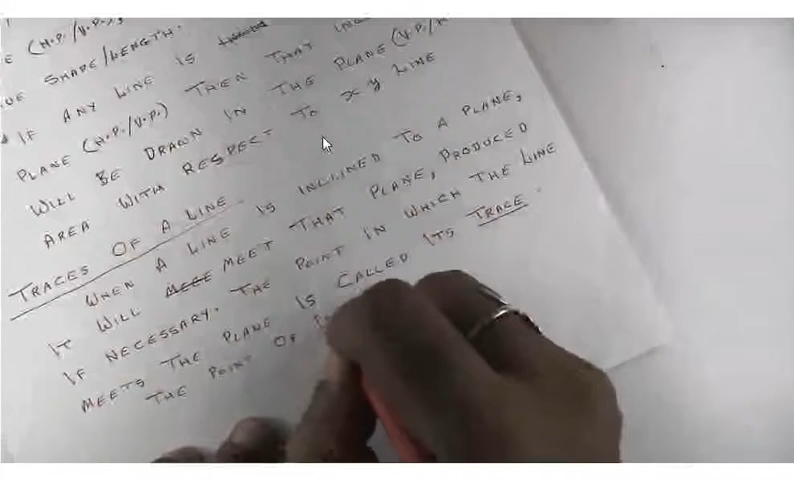 E (H.P./V.P.),
UE SHAPE/LENGTH.
IF ANY LINE IS
PLANE (H.P./V.P.) THEN THAT
WILL BE DRAWN IN THE PLANE (V.P./
AREA WITH RESPECT TO XY LINE
TRACES OF A LINE
WHEN A LINE IS INCLINED TO A PLANE,
IT WILL MEET THAT PLANE, PRODUCED
IF NECESSARY. THE POINT IN WHICH THE LINE
MEETS THE PLANE IS CALLED ITS TRACE.
THE POINT OF